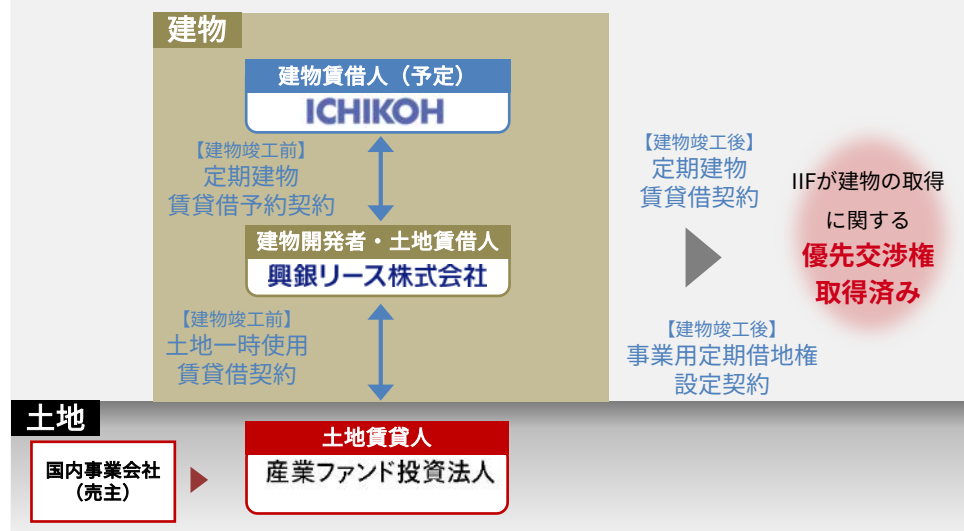 建物
建物賃借人（予定）
ICHIKOH
【建物竣工前】
定期建物
賃貸借予約契約
建物開発者・土地賃借人
興銀リース株式会社
【建物竣工前】
土地一時使用
賃貸借契約
【建物竣工後】
定期建物
賃貸借契約
【建物竣工後】
事業用定期借地権
設定契約
IIFが建物の取得
に関する
優先交渉権
取得済み
土地
国内事業会社
（売主）
土地賃貸人
産業ファンド投資法人